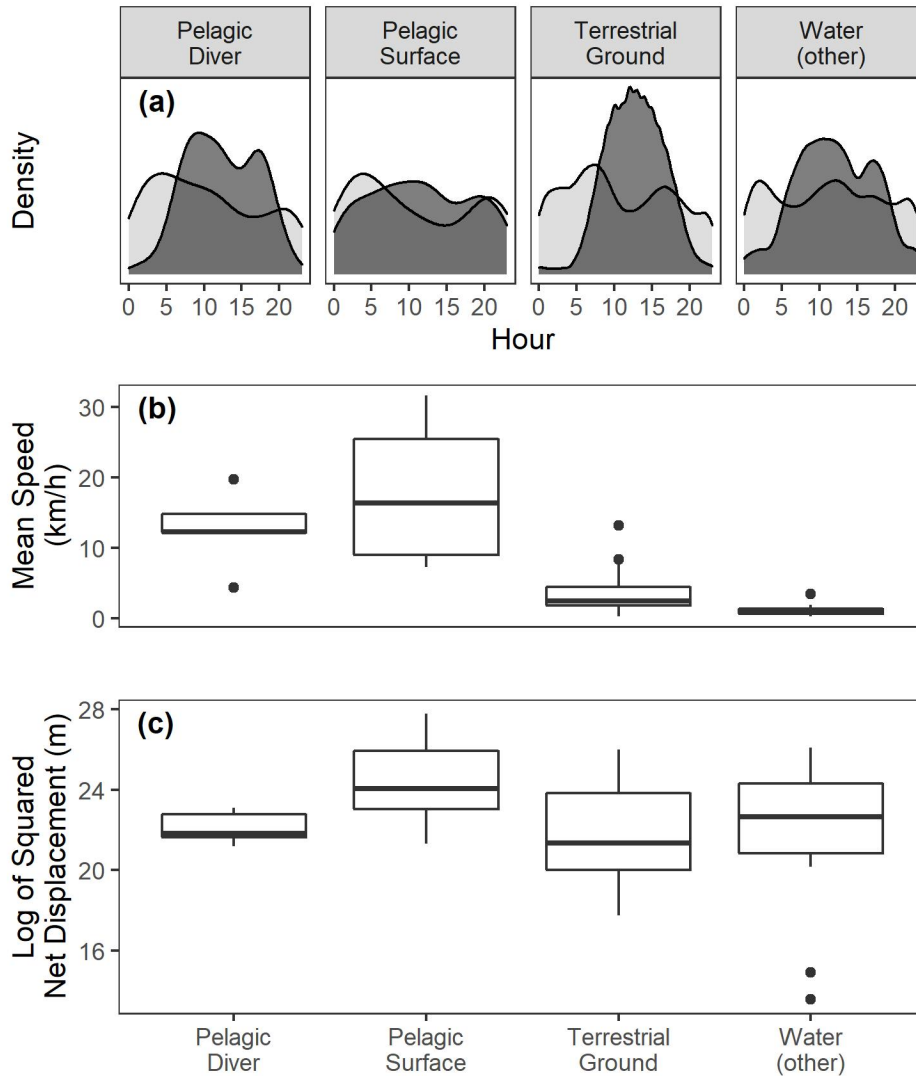 Pelagic
Diver
Pelagic
Surface
Terrestrial
Ground
Water
(other)
(a)
Density
0 5 10 15 20
0 5 10 15 20
0 5 10 15 20
0 5 10 15 20
Hour
(b)
Mean Speed
(km/h)
30
20
10
0
(c)
Log of Squared
Net Displacement (m)
28
24
20
16
Pelagic
Diver
Pelagic
Surface
Terrestrial
Ground
Water
(other)